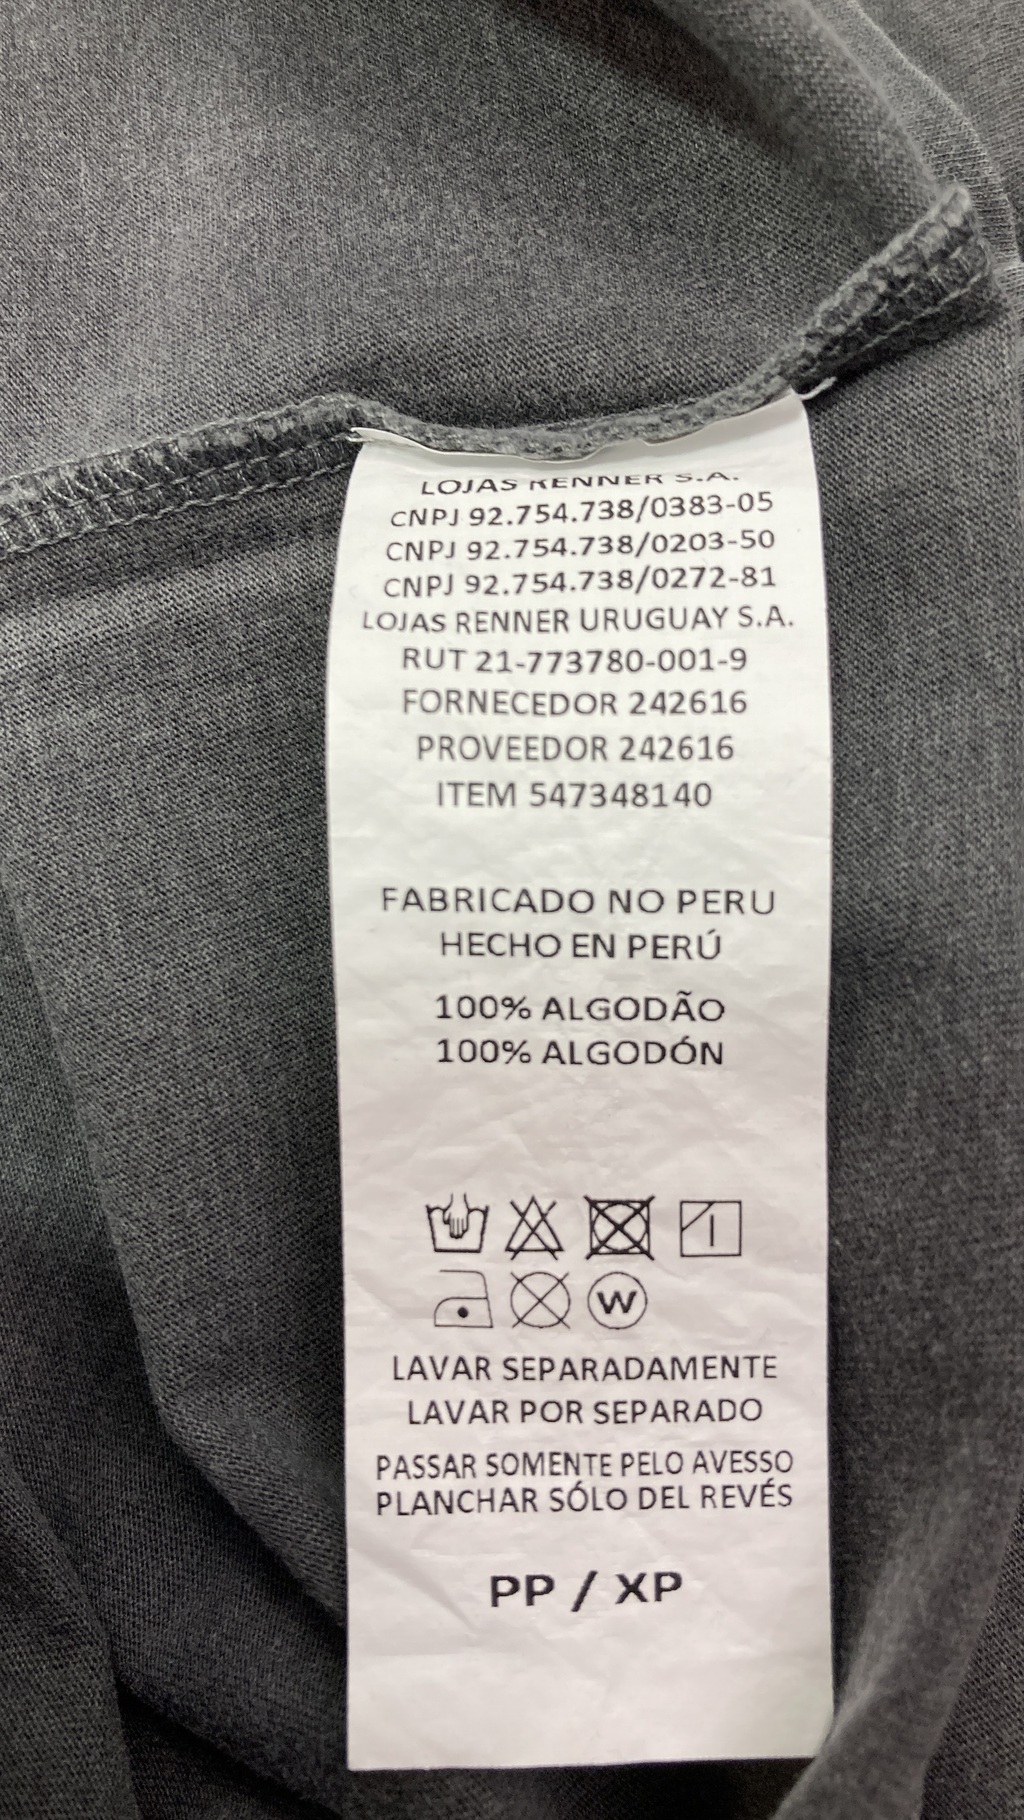 LOJAS RENNER S.A.
CNPJ 92.754.738/0383-05
CNPJ 92.754.738/0203-50
CNPJ 92.754.738/0272-81
LOJAS RENNER URUGUAY S.A.
RUT 21-773780-001-9
FORNECEDOR 242616
PROVEEDOR 242616
ITEM 547348140
FABRICADO NO PERU
HECHO EN PERÚ
100% ALGODÃO
100% ALGODÓN
W
LAVAR SEPARADAMENTE
LAVAR POR SEPARADO
PASSAR SOMENTE PELO AVESSO
PLANCHAR SÓLO DEL REVÉS
PP / XP